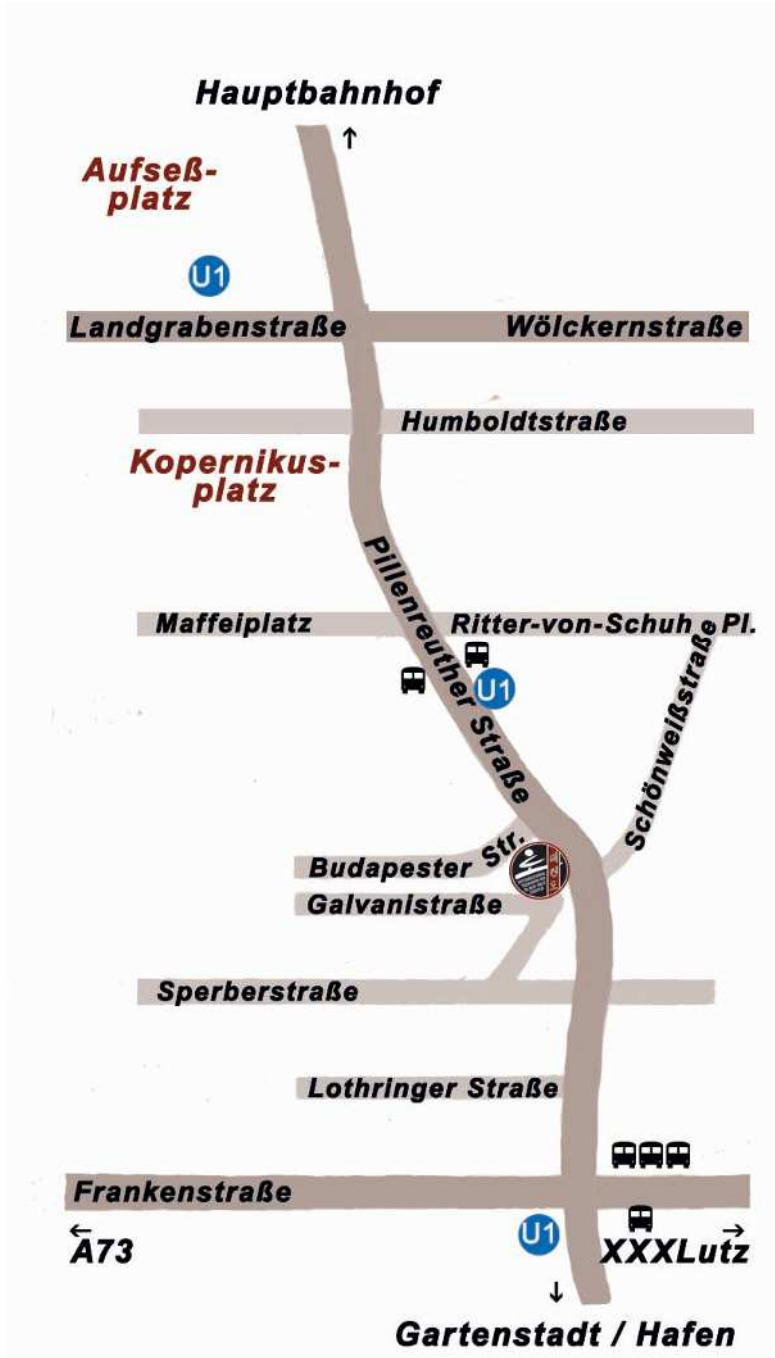 Hauptbahnhof
↑
Aufseß-
platz
U1
Landgrabenstraße
Wölckernstraße
Humboldtstraße
Kopernikus-
platz
Pillenreuther Straße
Maffeiplatz
Ritter-von-Schuh Pl.
U1
Schönweißstraße
Budapester Str.
Galvanistraße
Sperberstraße
Lothringer Straße
Frankenstraße
←
A73
U1
→
XXXLutz
↓
Gartenstadt / Hafen